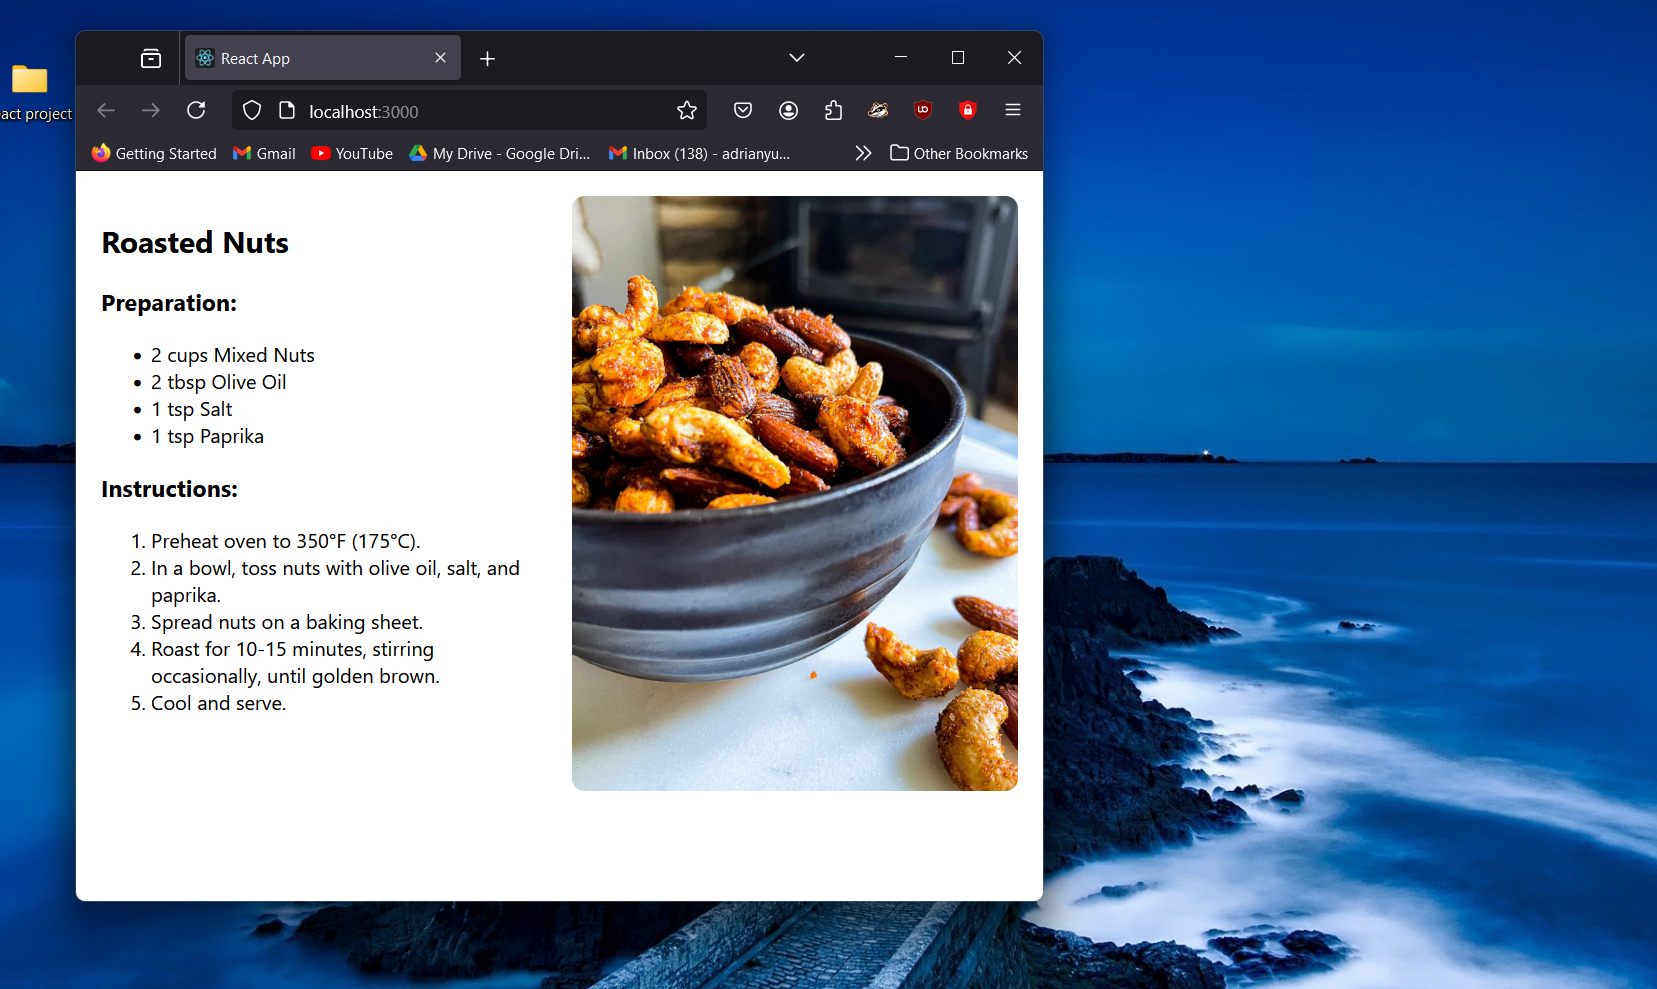 React App
act project
localhost:3000
Getting Started Gmail YouTube My Drive - Google Dri... Inbox (138) - adrianyu... Other Bookmarks
Roasted Nuts
Preparation:
• 2 cups Mixed Nuts
• 2 tbsp Olive Oil
• 1 tsp Salt
• 1 tsp Paprika
Instructions:
1. Preheat oven to 350°F (175°C).
2. In a bowl, toss nuts with olive oil, salt, and
paprika.
3. Spread nuts on a baking sheet.
4. Roast for 10-15 minutes, stirring
occasionally, until golden brown.
5. Cool and serve.